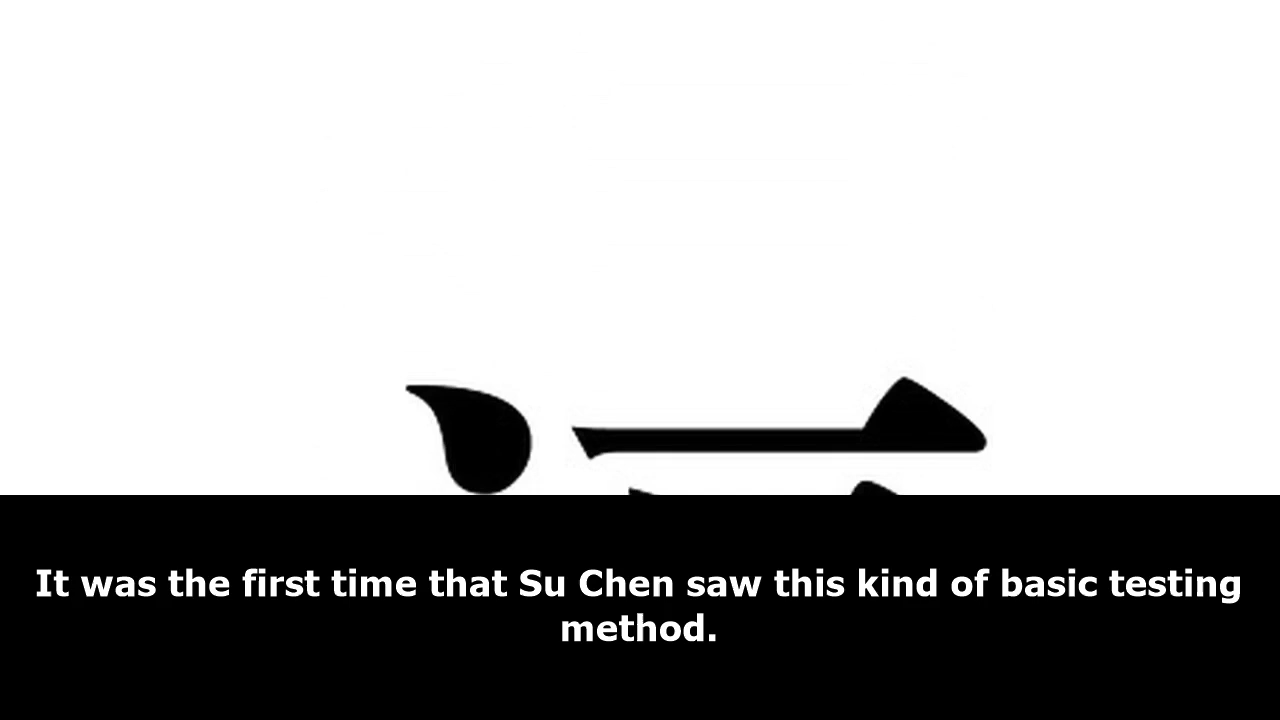 It was the first time that Su Chen saw this kind of basic testing
method.